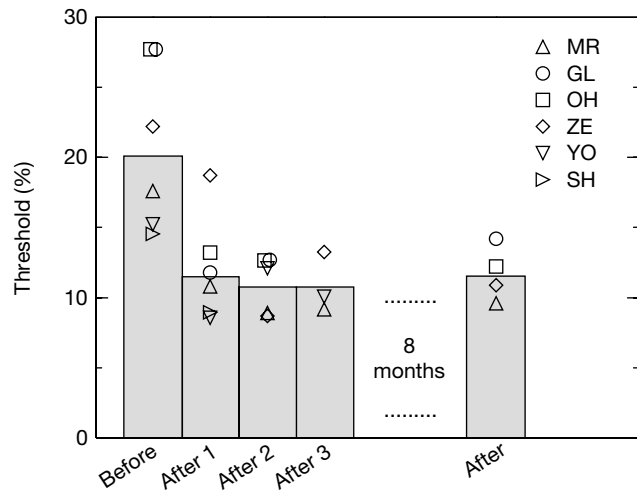 30
20
10
0
Threshold (%)
MR
GL
OH
ZE
YO
SH
8
months
Before
After 1
After 2
After 3
After